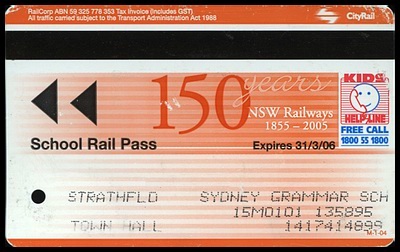 RailCorp ABN 59 325 778 353 Tax Invoice (Includes GST)
All traffic carried subject to the Transport Administration Act 1988
CityRail
150 years
NSW Railways
1855 – 2005
KIDS
HELP LINE
FREE CALL
1800 55 1800
School Rail Pass
Expires 31/3/06
STRATHFLD SYDNEY GRAMMAR SCH
15M0101 135895
TOWN HALL 1417414899
M-1-04